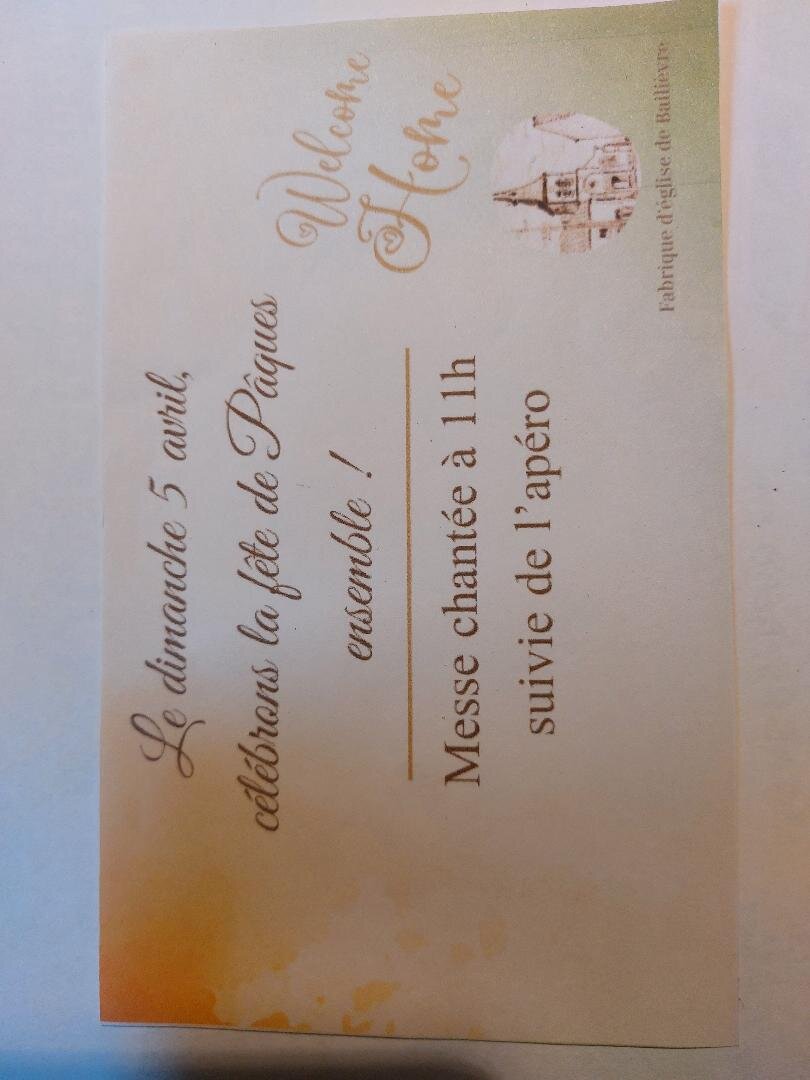 Le dimanche 5 avril,
célébrons la fête de Pâques
ensemble !
Messe chantée à 11h
suivie de l'apéro
Welcome
Home
Fabrique d'église de Bailièvre